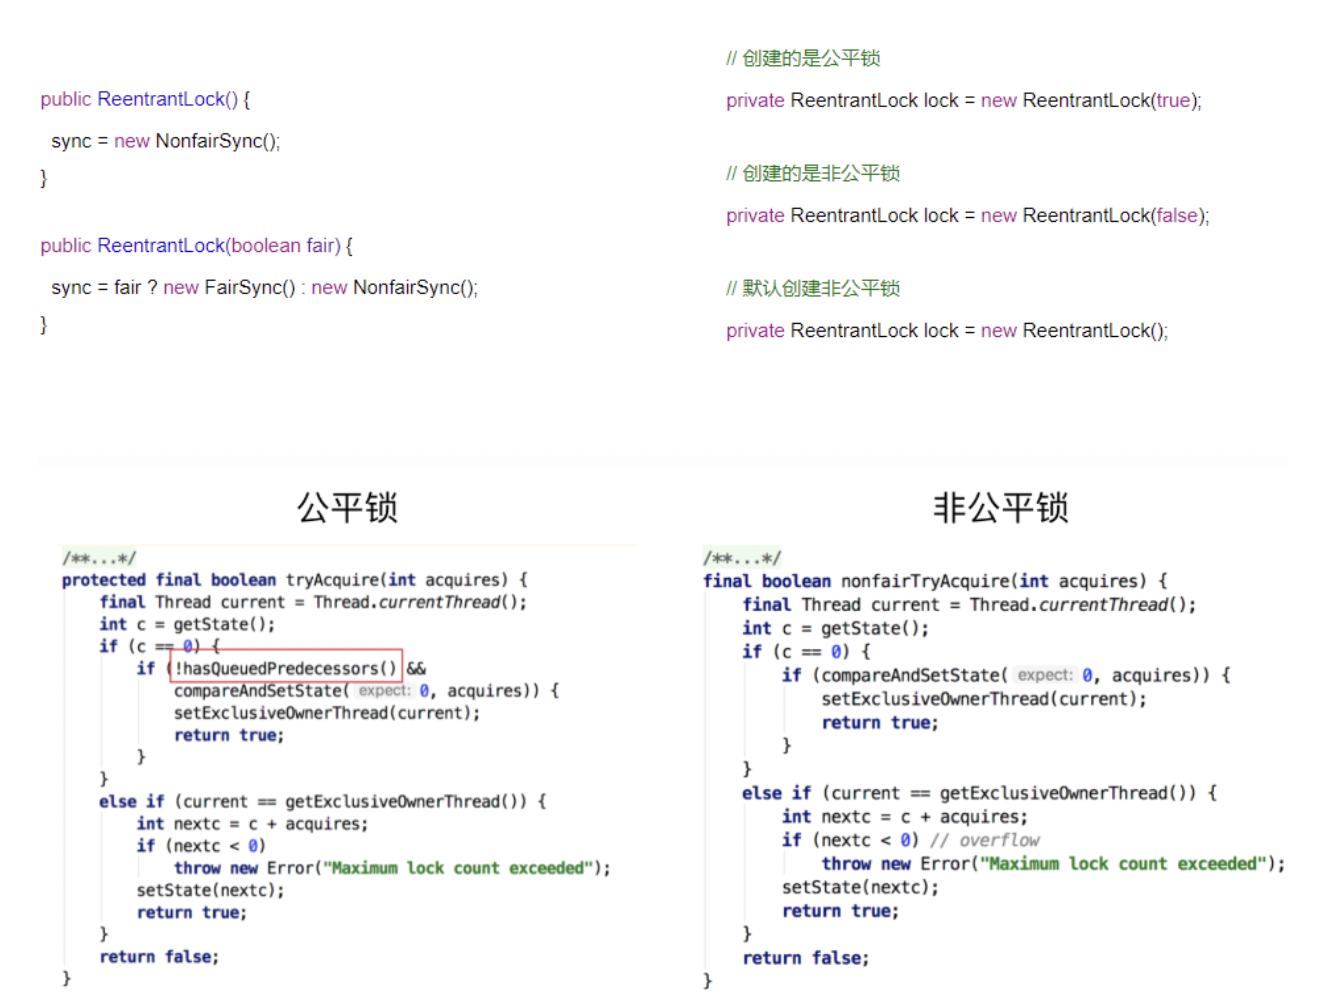 public ReentrantLock() {
sync = new NonfairSync();
}
public ReentrantLock(boolean fair) {
sync = fair ? new FairSync() : new NonfairSync();
}
// 创建的是公平锁
private ReentrantLock lock = new ReentrantLock(true);
// 创建的是非公平锁
private ReentrantLock lock = new ReentrantLock(false);
// 默认创建非公平锁
private ReentrantLock lock = new ReentrantLock();
公平锁
/**...*/
protected final boolean tryAcquire(int acquires) {
final Thread current = Thread.currentThread();
int c = getState();
if (c == 0) {
if (!hasQueuedPredecessors() &&
compareAndSetState( expect: 0, acquires)) {
setExclusiveOwnerThread(current);
return true;
}
}
else if (current == getExclusiveOwnerThread()) {
int nextc = c + acquires;
if (nextc < 0)
throw new Error("Maximum lock count exceeded");
setState(nextc);
return true;
}
return false;
}
非公平锁
/**...*/
final boolean nonfairTryAcquire(int acquires) {
final Thread current = Thread.currentThread();
int c = getState();
if (c == 0) {
if (compareAndSetState( expect: 0, acquires)) {
setExclusiveOwnerThread(current);
return true;
}
}
else if (current == getExclusiveOwnerThread()) {
int nextc = c + acquires;
if (nextc < 0) // overflow
throw new Error("Maximum lock count exceeded");
setState(nextc);
return true;
}
return false;
}